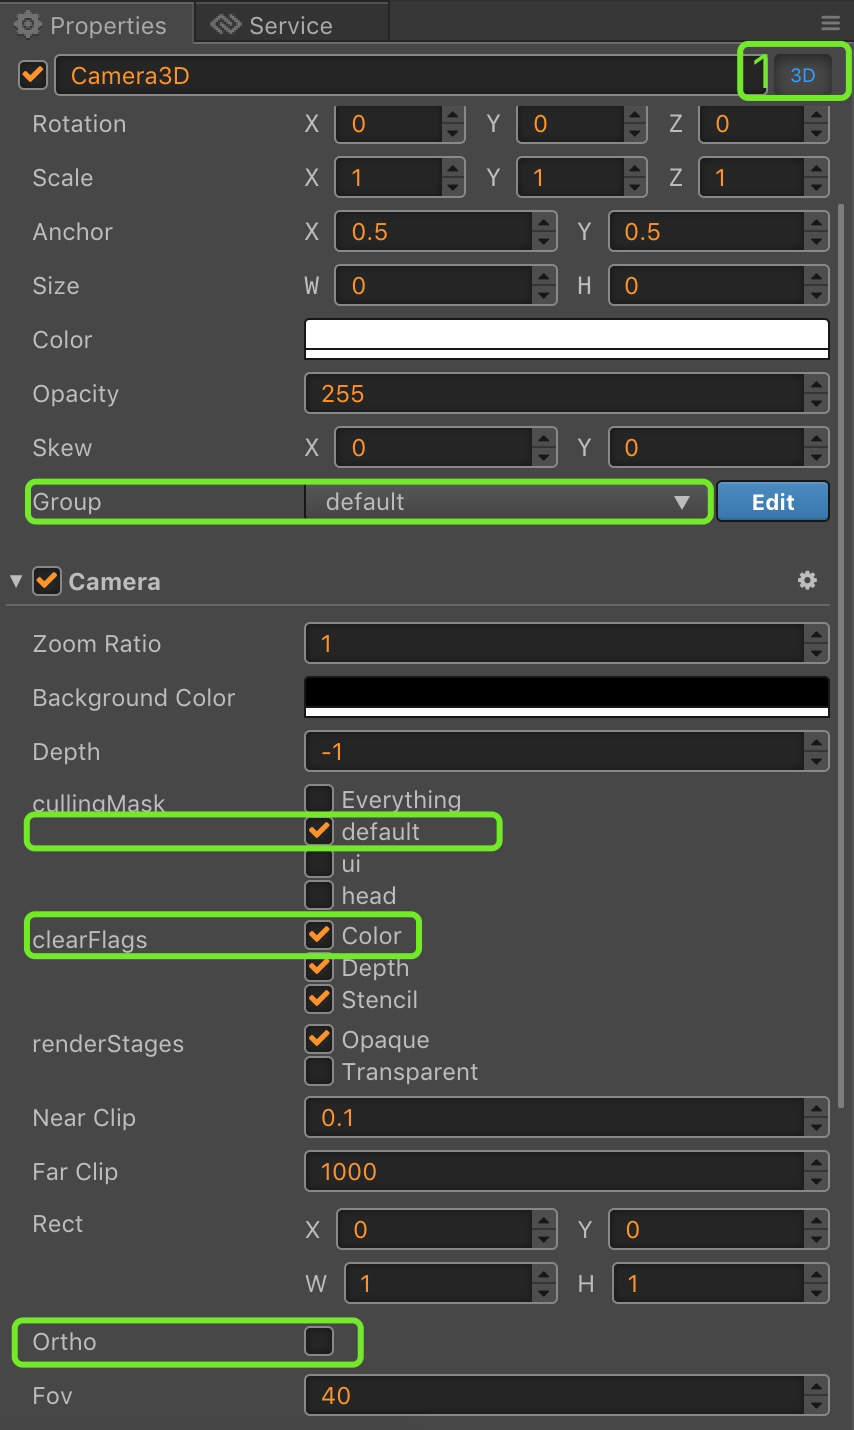 Properties Service
Camera3D 1 3D
Rotation X 0 Y 0 Z 0
Scale X 1 Y 1 Z 1
Anchor X 0.5 Y 0.5
Size W 0 H 0
Color
Opacity 255
Skew X 0 Y 0
Group default Edit
Camera
Zoom Ratio 1
Background Color
Depth -1
cullingMask Everything
default
ui
head
clearFlags Color
Depth
Stencil
renderStages Opaque
Transparent
Near Clip 0.1
Far Clip 1000
Rect X 0 Y 0
W 1 H 1
Ortho
Fov 40